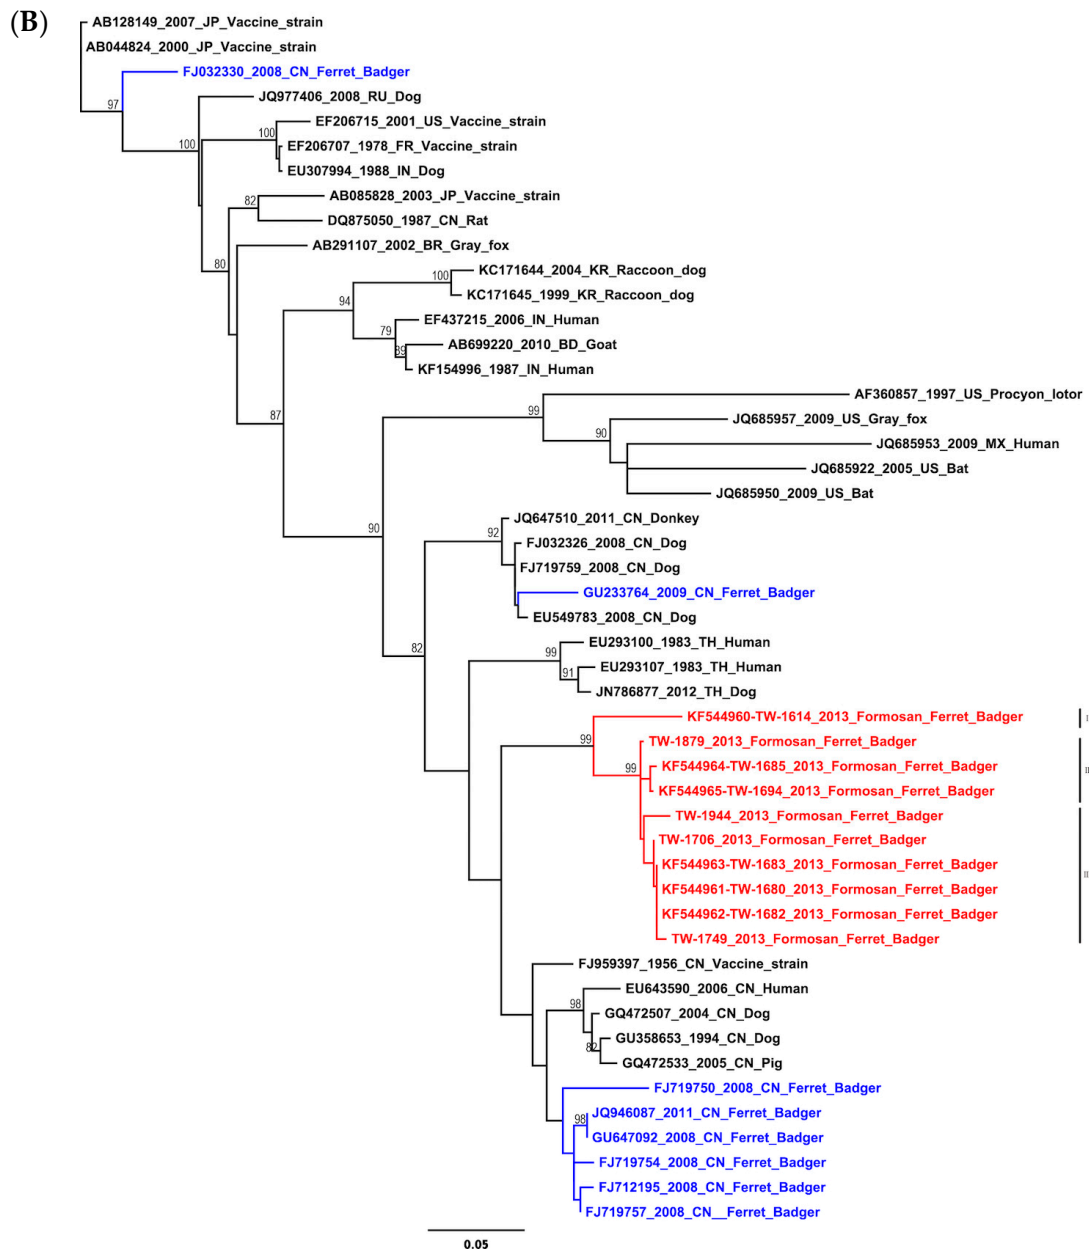 (B)
AB128149_2007_JP_Vaccine_strain
AB044824_2000_JP_Vaccine_strain
FJ032330_2008_CN_Ferret_Badger
97
JQ977406_2008_RU_Dog
EF206715_2001_US_Vaccine_strain
100
100
EF206707_1978_FR_Vaccine_strain
EU307994_1988_IN_Dog
AB085828_2003_JP_Vaccine_strain
82
DQ875050_1987_CN_Rat
AB291107_2002_BR_Gray_fox
80
KC171644_2004_KR_Raccoon_dog
100
KC171645_1999_KR_Raccoon_dog
94
EF437215_2006_IN_Human
79
AB699220_2010_BD_Goat
89
KF154996_1987_IN_Human
AF360857_1997_US_Procyon_lotor
99
87
JQ685957_2009_US_Gray_fox
90
JQ685953_2009_MX_Human
JQ685922_2005_US_Bat
JQ685950_2009_US_Bat
JQ647510_2011_CN_Donkey
90
92
FJ032326_2008_CN_Dog
FJ719759_2008_CN_Dog
GU233764_2009_CN_Ferret_Badger
EU549783_2008_CN_Dog
EU293100_1983_TH_Human
82
99
EU293107_1983_TH_Human
91
JN786877_2012_TH_Dog
KF544960-TW-1614_2013_Formosan_Ferret_Badger
I
99
TW-1879_2013_Formosan_Ferret_Badger
99
KF544964-TW-1685_2013_Formosan_Ferret_Badger
II
KF544965-TW-1694_2013_Formosan_Ferret_Badger
TW-1944_2013_Formosan_Ferret_Badger
TW-1706_2013_Formosan_Ferret_Badger
KF544963-TW-1683_2013_Formosan_Ferret_Badger
KF544961-TW-1680_2013_Formosan_Ferret_Badger
KF544962-TW-1682_2013_Formosan_Ferret_Badger
TW-1749_2013_Formosan_Ferret_Badger
FJ959397_1956_CN_Vaccine_strain
EU643590_2006_CN_Human
98
GQ472507_2004_CN_Dog
GU358653_1994_CN_Dog
82
GQ472533_2005_CN_Pig
FJ719750_2008_CN_Ferret_Badger
JQ946087_2011_CN_Ferret_Badger
98
GU647092_2008_CN_Ferret_Badger
FJ719754_2008_CN_Ferret_Badger
FJ712195_2008_CN_Ferret_Badger
FJ719757_2008_CN__Ferret_Badger
0.05